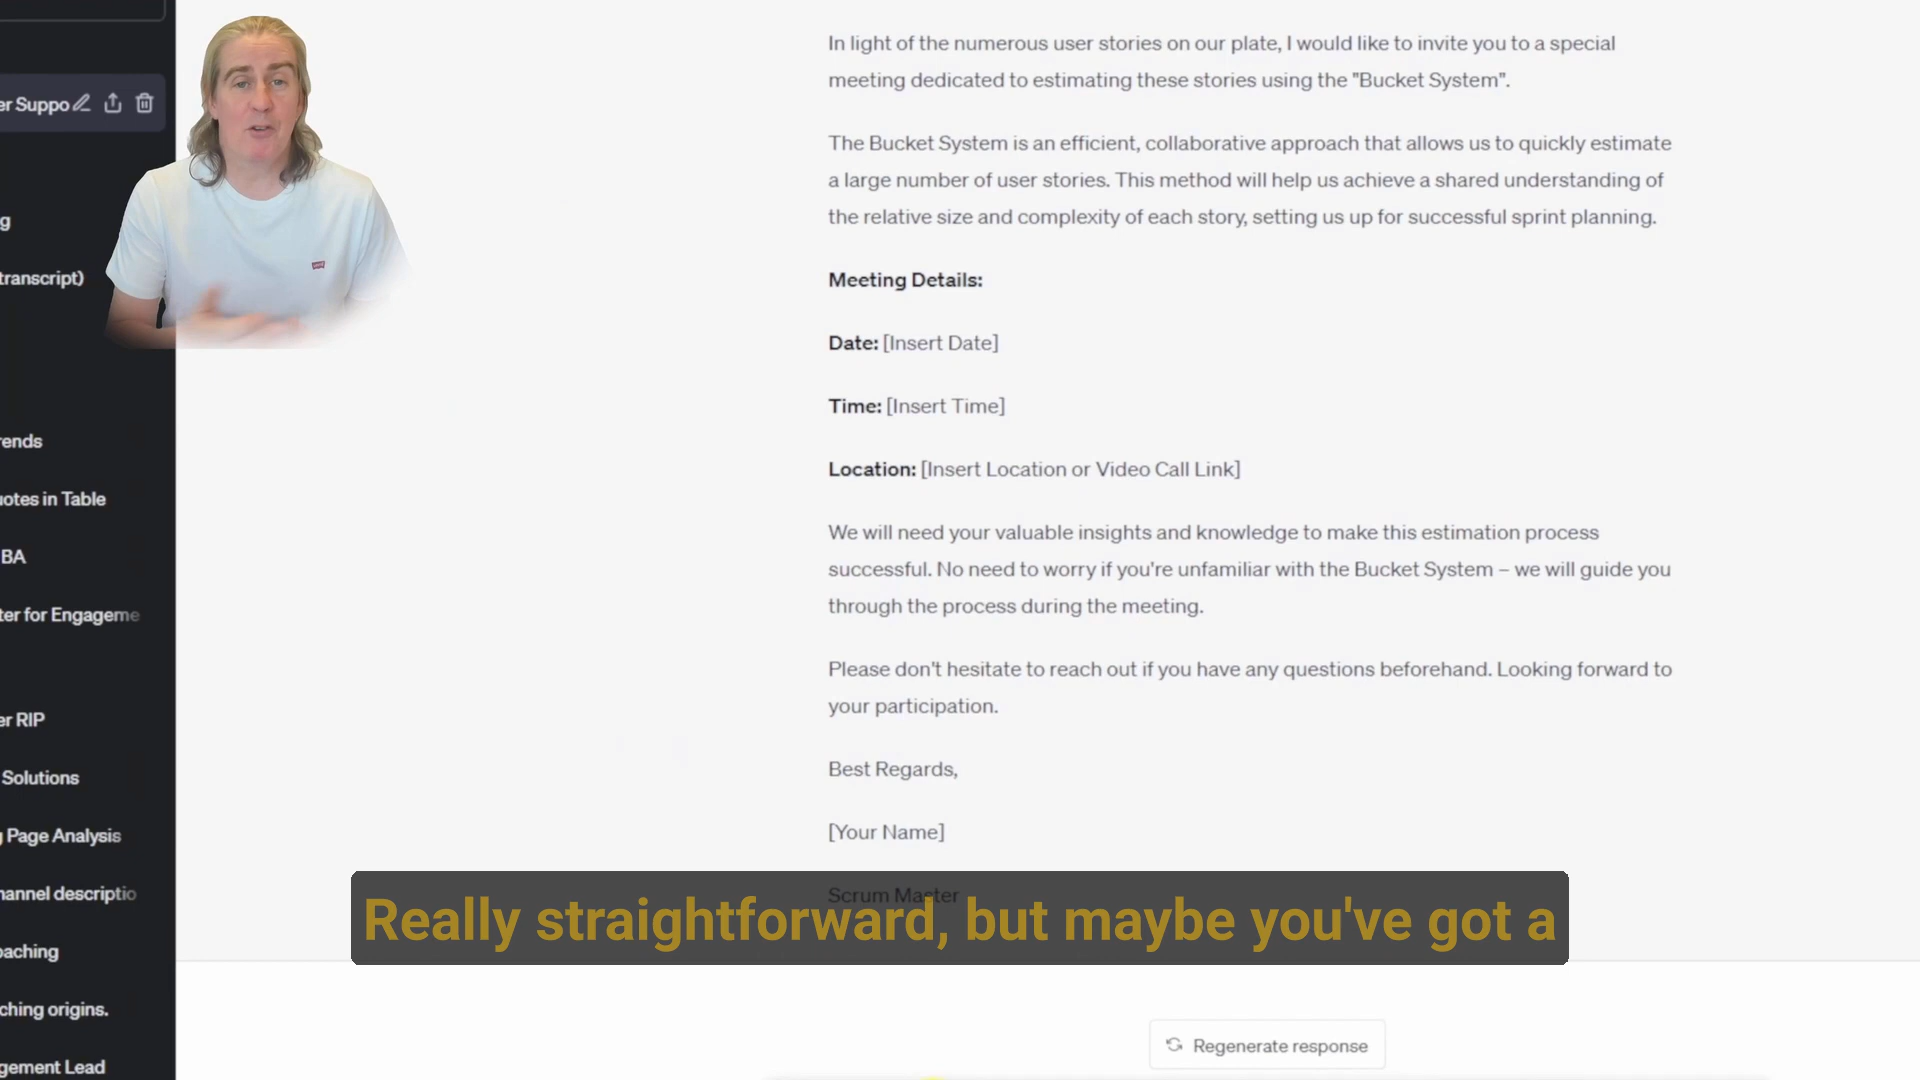 In light of the numerous user stories on our plate, I would like to invite you to a special
meeting dedicated to estimating these stories using the "Bucket System".
The Bucket System is an efficient, collaborative approach that allows us to quickly estimate
a large number of user stories. This method will help us achieve a shared understanding of
the relative size and complexity of each story, setting us up for successful sprint planning.
Meeting Details:
Date: [Insert Date]
Time: [Insert Time]
Location: [Insert Location or Video Call Link]
We will need your valuable insights and knowledge to make this estimation process
successful. No need to worry if you're unfamiliar with the Bucket System – we will guide you
through the process during the meeting.
Please don't hesitate to reach out if you have any questions beforehand. Looking forward to
your participation.
Best Regards,
[Your Name]
Scrum Master
Really straightforward, but maybe you've got a
Regenerate response
er Suppo
g
transcript)
rends
uotes in Table
BA
ter for Engageme
er RIP
Solutions
g Page Analysis
hannel descriptio
oaching
ching origins.
gement Lead